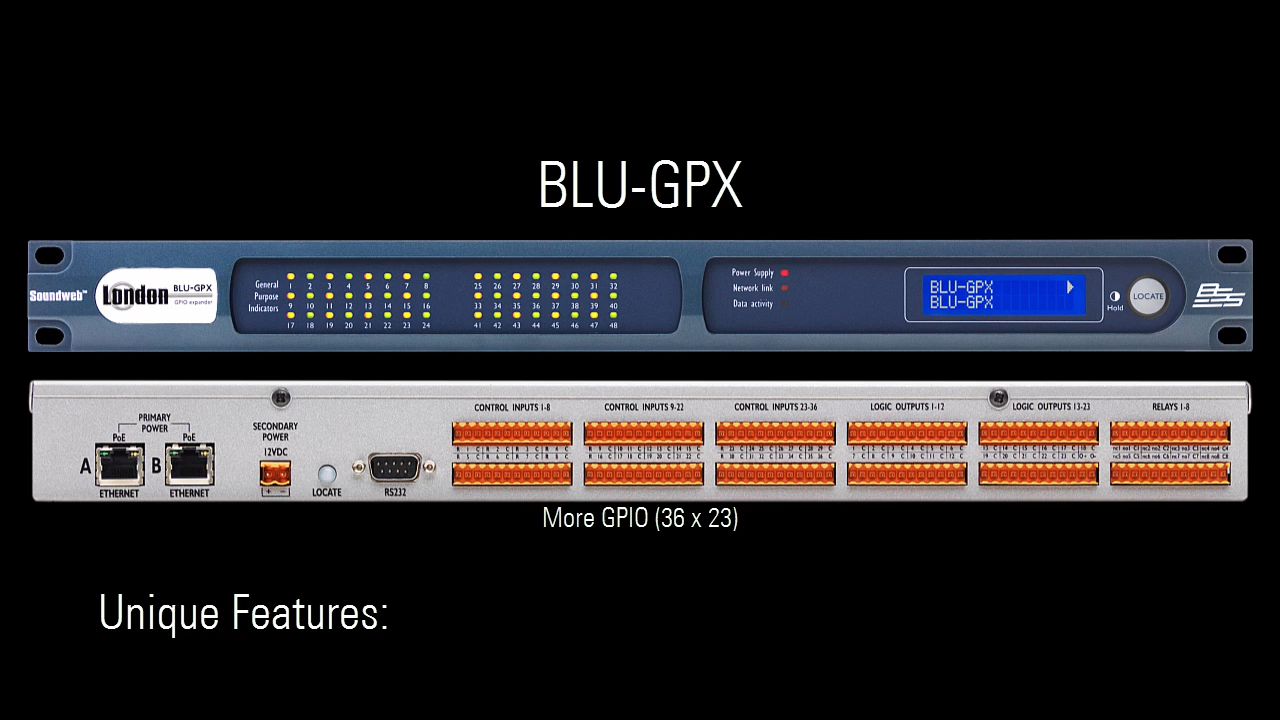 BLU-GPX
Soundweb™
London
BLU-GPX
GPIO expander
General
Purpose
Indicators
1 2 3 4 5 6 7 8
9 10 11 12 13 14 15 16
17 18 19 20 21 22 23 24
25 26 27 28 29 30 31 32
33 34 35 36 37 38 39 40
41 42 43 44 45 46 47 48
Power Supply
Network link
Data activity
BLU-GPX
BLU-GPX
Hold
LOCATE
BSS
PRIMARY
POWER
PoE PoE
A B
ETHERNET ETHERNET
SECONDARY
POWER
12VDC
+ −
LOCATE
RS232
CONTROL INPUTS 1-8
CONTROL INPUTS 9-22
CONTROL INPUTS 23-36
LOGIC OUTPUTS 1-12
LOGIC OUTPUTS 13-23
RELAYS 1-8
More GPIO (36 x 23)
Unique Features: